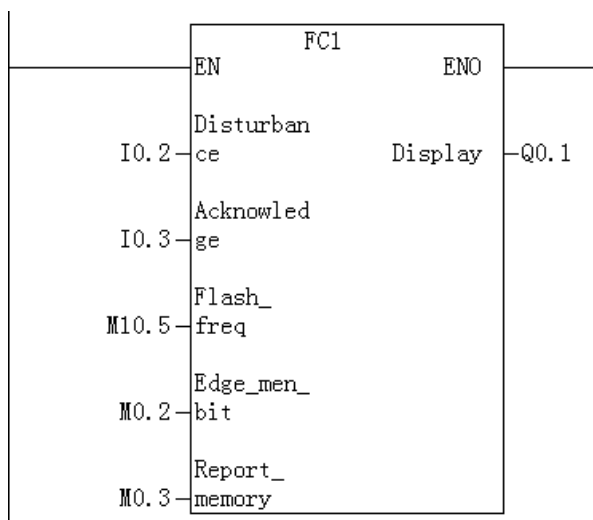 FC1
EN ENO
Disturban
I0.2 ce Display Q0.1
Acknowled
I0.3 ge
Flash_
M10.5 freq
Edge_men_
M0.2 bit
Report_
M0.3 memory